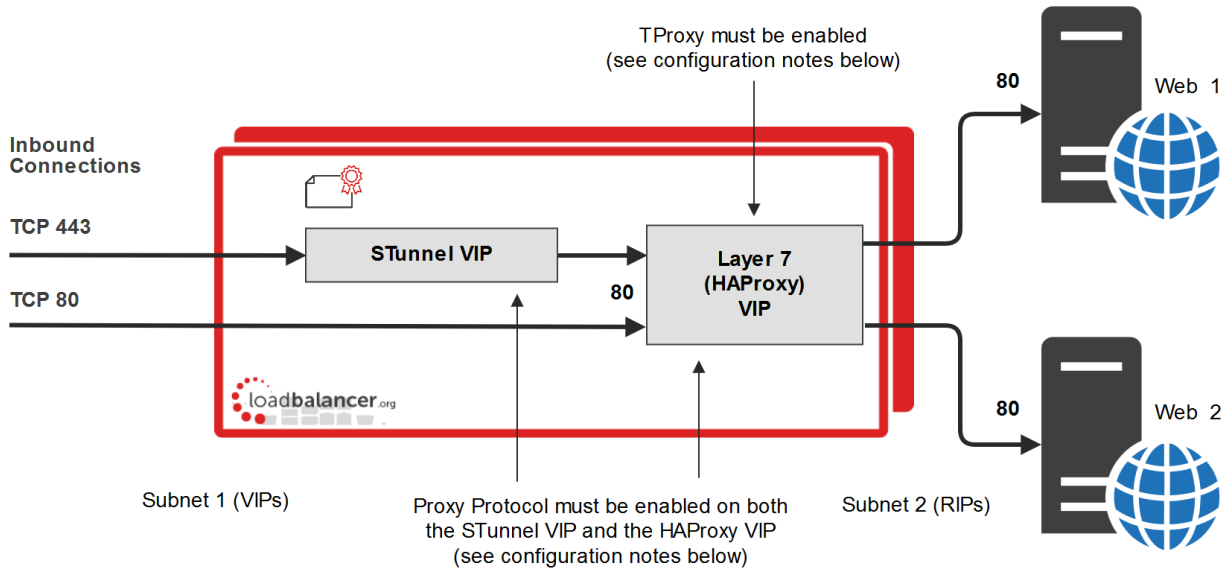 TProxy must be enabled
(see configuration notes below)
80
Web 1
Inbound
Connections
TCP 443
STunnel VIP
Layer 7
(HAProxy)
VIP
TCP 80
80
loadbalancer.org
80
Web 2
Subnet 1 (VIPs)
Proxy Protocol must be enabled on both
the STunnel VIP and the HAProxy VIP
(see configuration notes below)
Subnet 2 (RIPs)